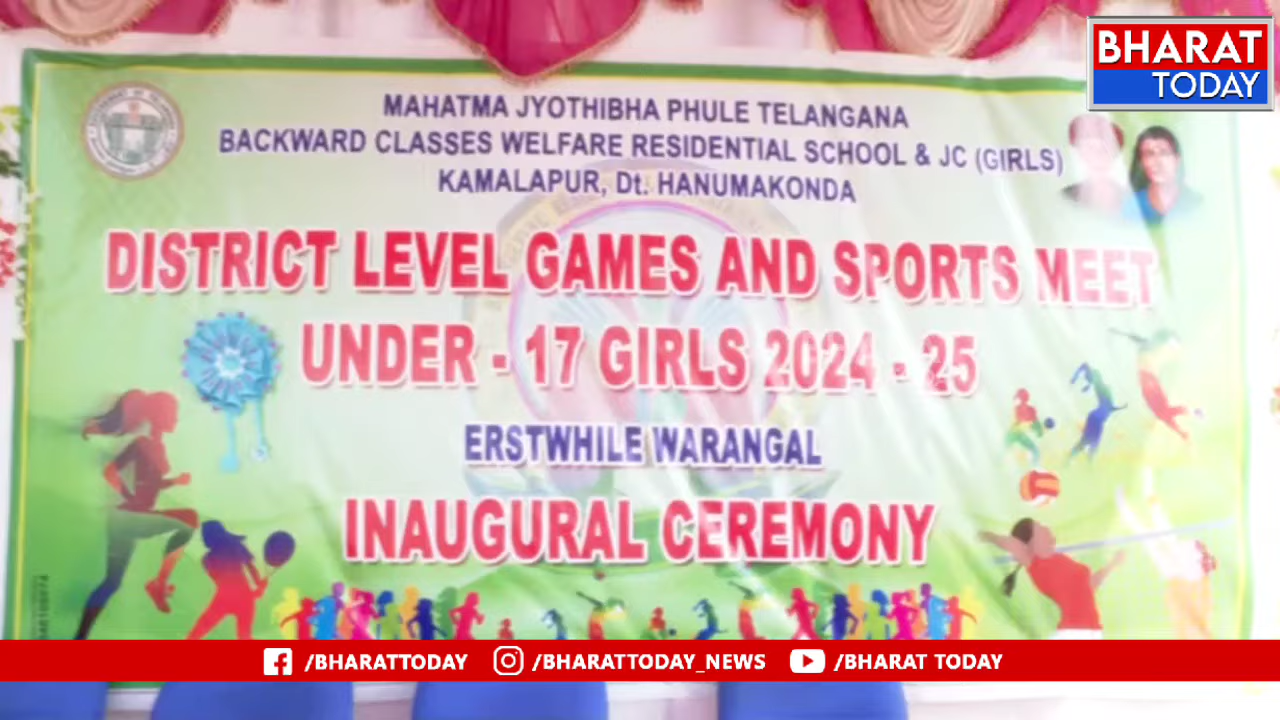 BHARAT
TODAY
MAHATMA JYOTHIBHA PHULE TELANGANA
BACKWARD CLASSES WELFARE RESIDENTIAL SCHOOL & JC (GIRLS)
KAMALAPUR, Dt. HANUMAKONDA
DISTRICT LEVEL GAMES AND SPORTS MEET
UNDER - 17 GIRLS 2024 - 25
ERSTWHILE WARANGAL
INAUGURAL CEREMONY
/BHARATTODAY /BHARATTODAY_NEWS /BHARAT TODAY